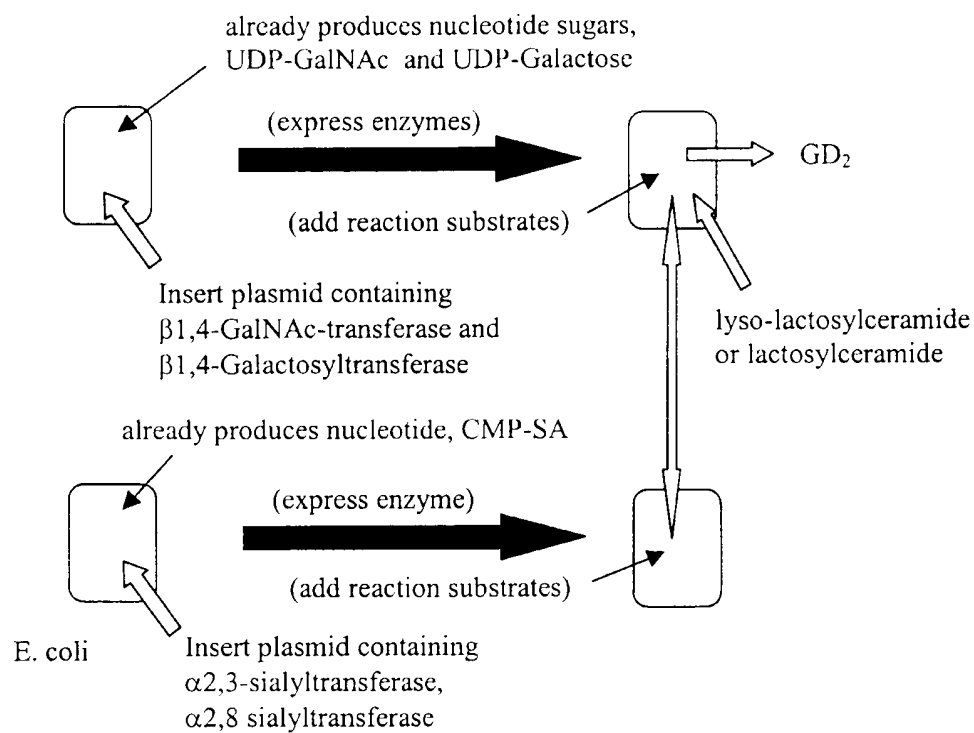 already produces nucleotide sugars,
UDP-GalNAc and UDP-Galactose
(express enzymes)
GD₂
(add reaction substrates)
Insert plasmid containing
β1,4-GalNAc-transferase and
β1,4-Galactosyltransferase
lyso-lactosylceramide
or lactosylceramide
already produces nucleotide, CMP-SA
(express enzyme)
(add reaction substrates)
E. coli
Insert plasmid containing
α2,3-sialyltransferase,
α2,8 sialyltransferase